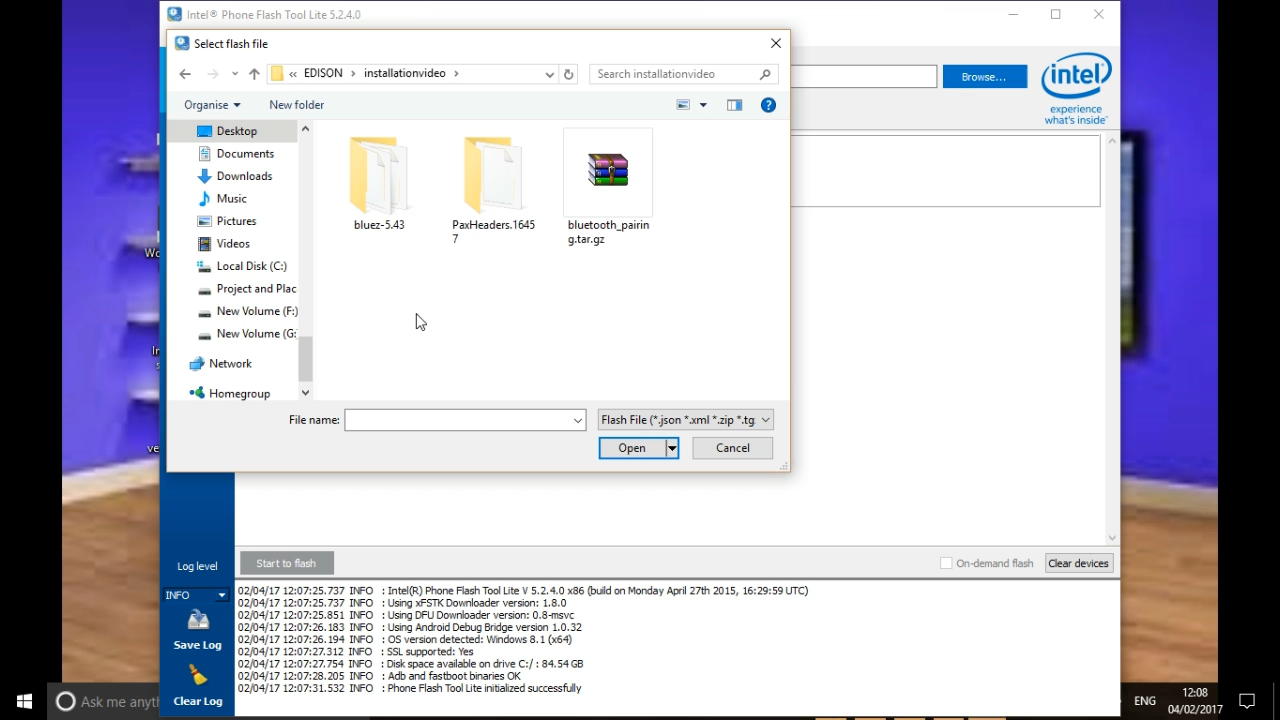 Intel® Phone Flash Tool Lite 5.2.4.0
Select flash file
« EDISON > installationvideo >
Search installationvideo
Browse...
intel
experience
what's inside™
Organise
New folder
Desktop
Documents
Downloads
Music
Pictures
Videos
Local Disk (C:)
Project and Plac
New Volume (F:)
New Volume (G:
Network
Homegroup
bluez-5.43
PaxHeaders.1645
7
bluetooth_pairin
g.tar.gz
File name:
Flash File (*.json *.xml *.zip *.tg
Open
Cancel
Log level
Start to flash
On-demand flash
Clear devices
INFO
Save Log
Clear Log
02/04/17 12:07:25.737 INFO : Intel(R) Phone Flash Tool Lite V 5.2.4.0 x86 (build on Monday April 27th 2015, 16:29:59 UTC)
02/04/17 12:07:25.737 INFO : Using xFSTK Downloader version: 1.8.0
02/04/17 12:07:25.851 INFO : Using DFU Downloader version: 0.8-msvc
02/04/17 12:07:26.183 INFO : Using Android Debug Bridge version 1.0.32
02/04/17 12:07:26.194 INFO : OS version detected: Windows 8.1 (x64)
02/04/17 12:07:27.312 INFO : SSL supported: Yes
02/04/17 12:07:27.754 INFO : Disk space available on drive C:/ : 84.54 GB
02/04/17 12:07:28.205 INFO : Adb and fastboot binaries OK
02/04/17 12:07:31.532 INFO : Phone Flash Tool Lite initialized successfully
Ask me anyth
ENG
12:08
04/02/2017